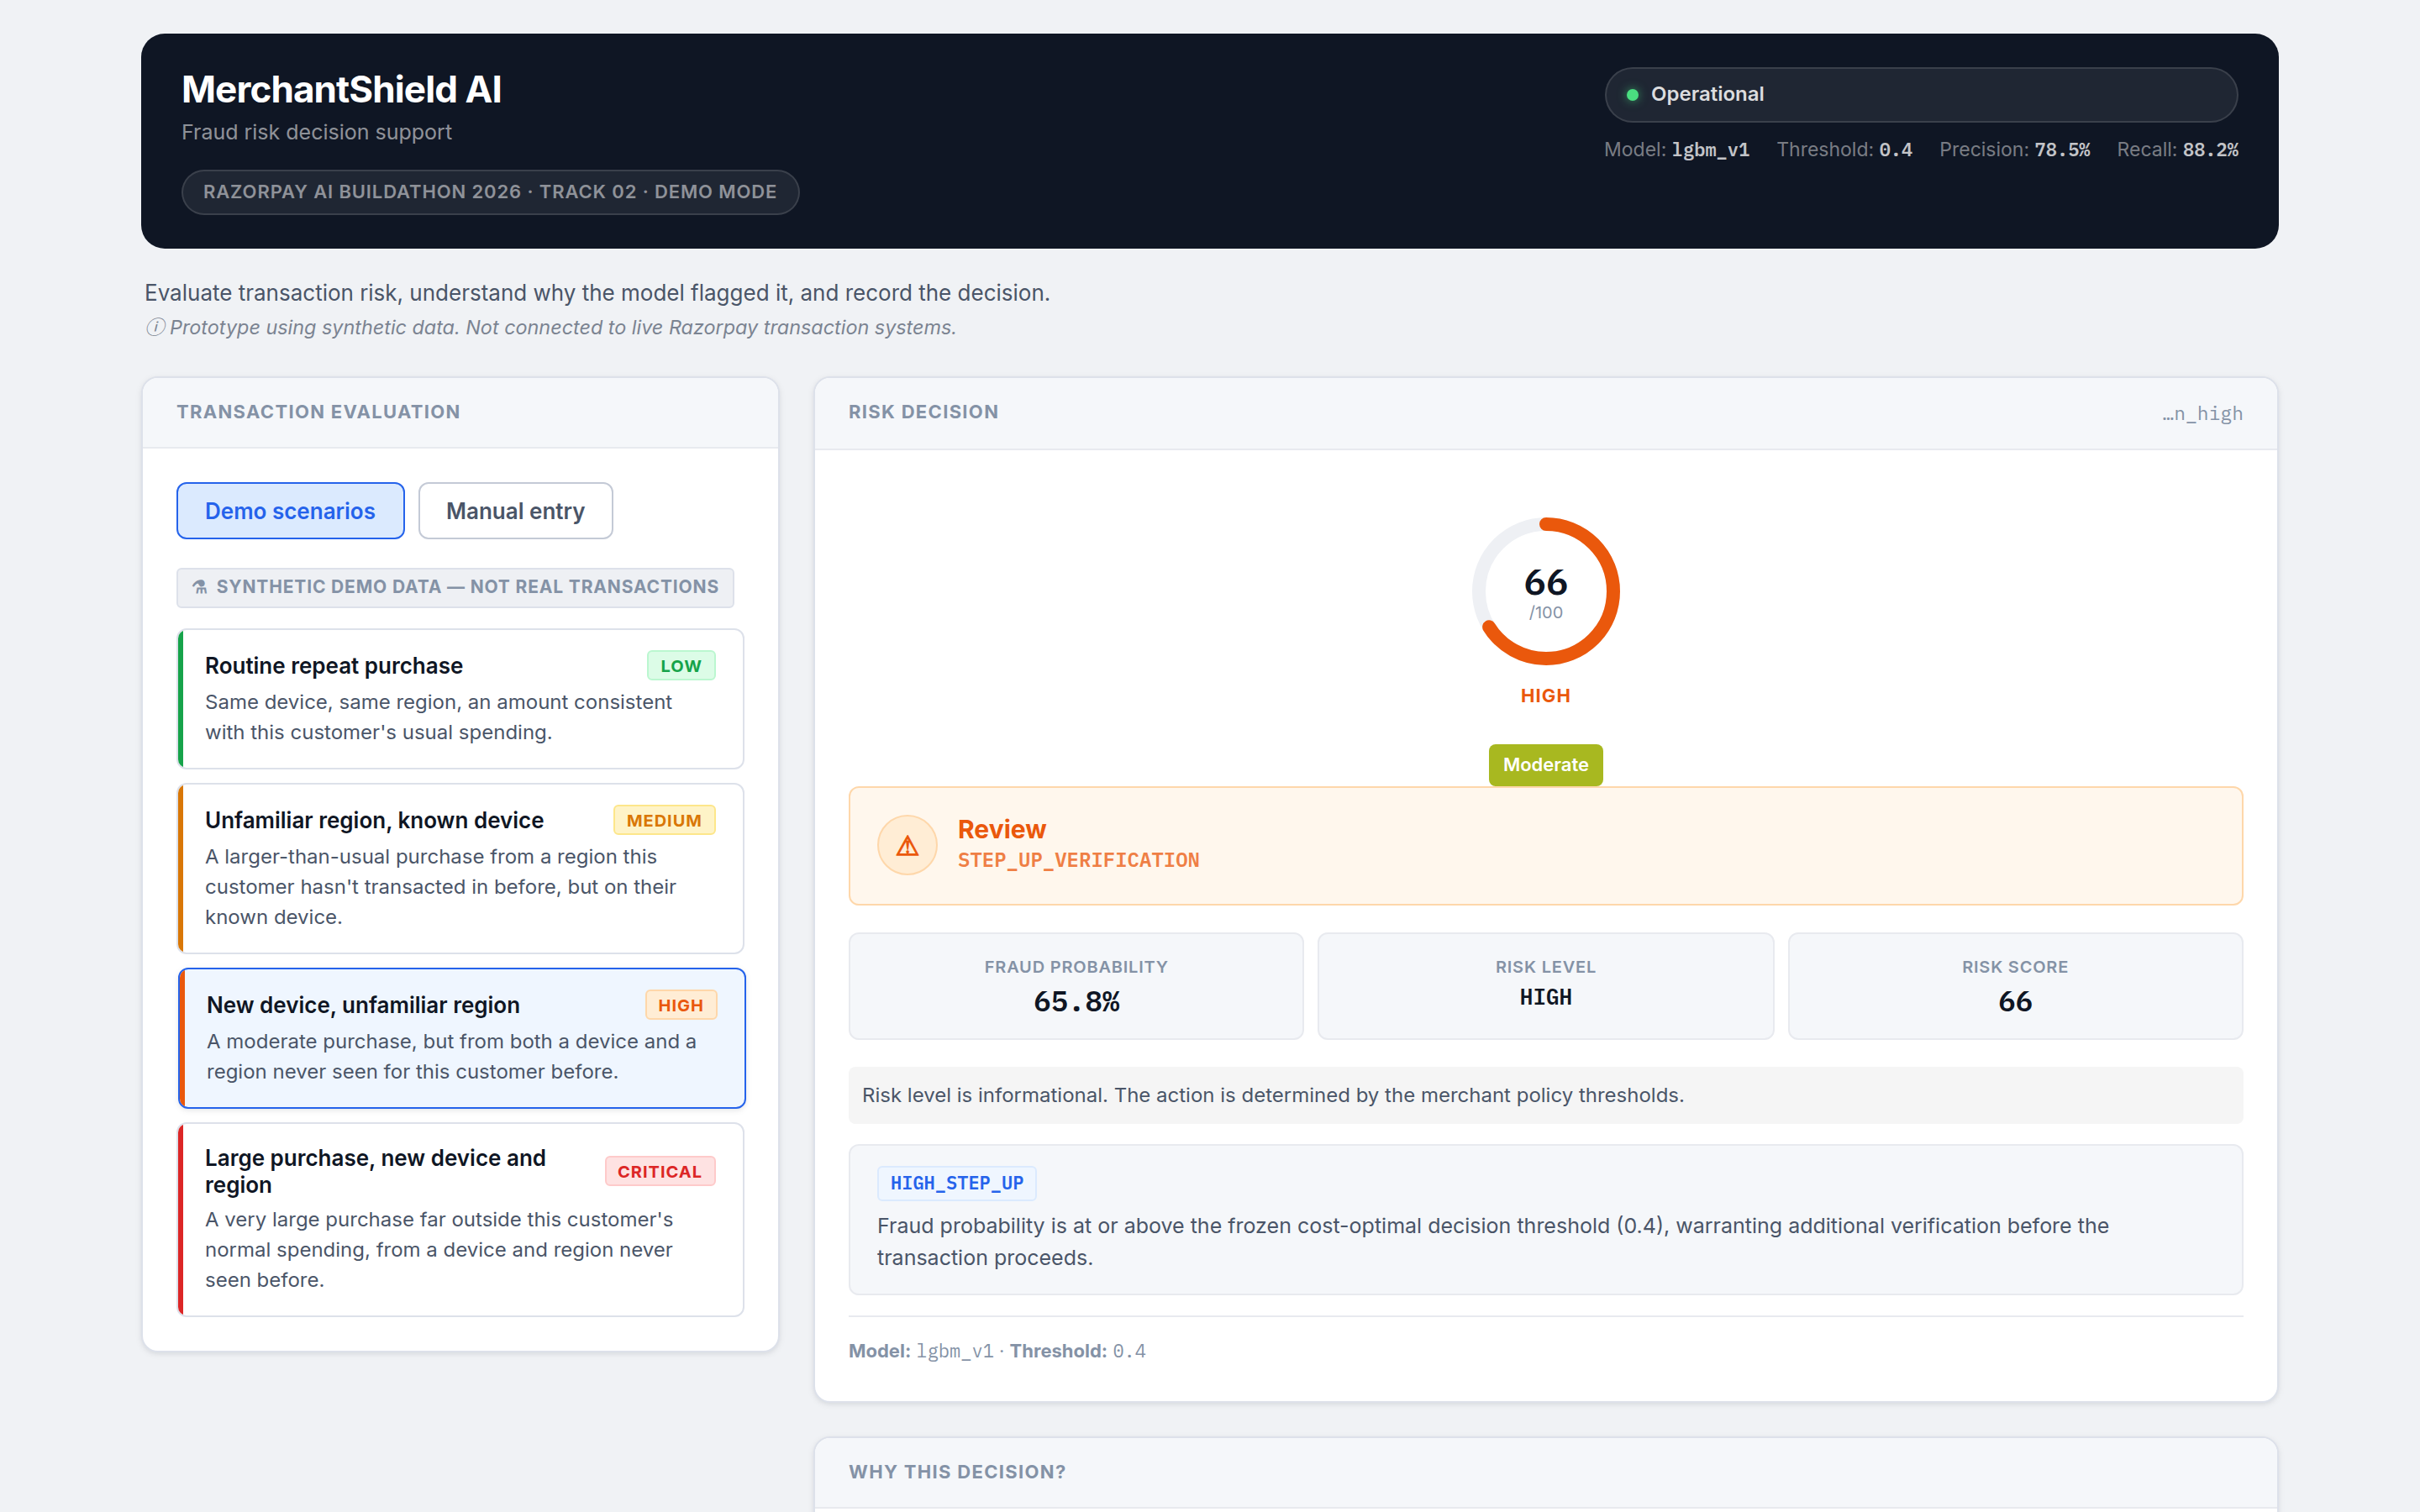 MerchantShield AI
Fraud risk decision support
RAZORPAY AI BUILDATHON 2026 · TRACK 02 · DEMO MODE
Operational
Model: lgbm_v1 Threshold: 0.4 Precision: 78.5% Recall: 88.2%
Evaluate transaction risk, understand why the model flagged it, and record the decision.
ⓘ Prototype using synthetic data. Not connected to live Razorpay transaction systems.
TRANSACTION EVALUATION
Demo scenarios
Manual entry
⚗ SYNTHETIC DEMO DATA — NOT REAL TRANSACTIONS
Routine repeat purchase
LOW
Same device, same region, an amount consistent
with this customer's usual spending.
Unfamiliar region, known device
MEDIUM
A larger-than-usual purchase from a region this
customer hasn't transacted in before, but on their
known device.
New device, unfamiliar region
HIGH
A moderate purchase, but from both a device and a
region never seen for this customer before.
Large purchase, new device and
region
CRITICAL
A very large purchase far outside this customer's
normal spending, from a device and region never
seen before.
RISK DECISION
…n_high
66
/100
HIGH
Moderate
⚠
Review
STEP_UP_VERIFICATION
FRAUD PROBABILITY
65.8%
RISK LEVEL
HIGH
RISK SCORE
66
Risk level is informational. The action is determined by the merchant policy thresholds.
HIGH_STEP_UP
Fraud probability is at or above the frozen cost-optimal decision threshold (0.4), warranting additional verification before the
transaction proceeds.
Model: lgbm_v1 · Threshold: 0.4
WHY THIS DECISION?